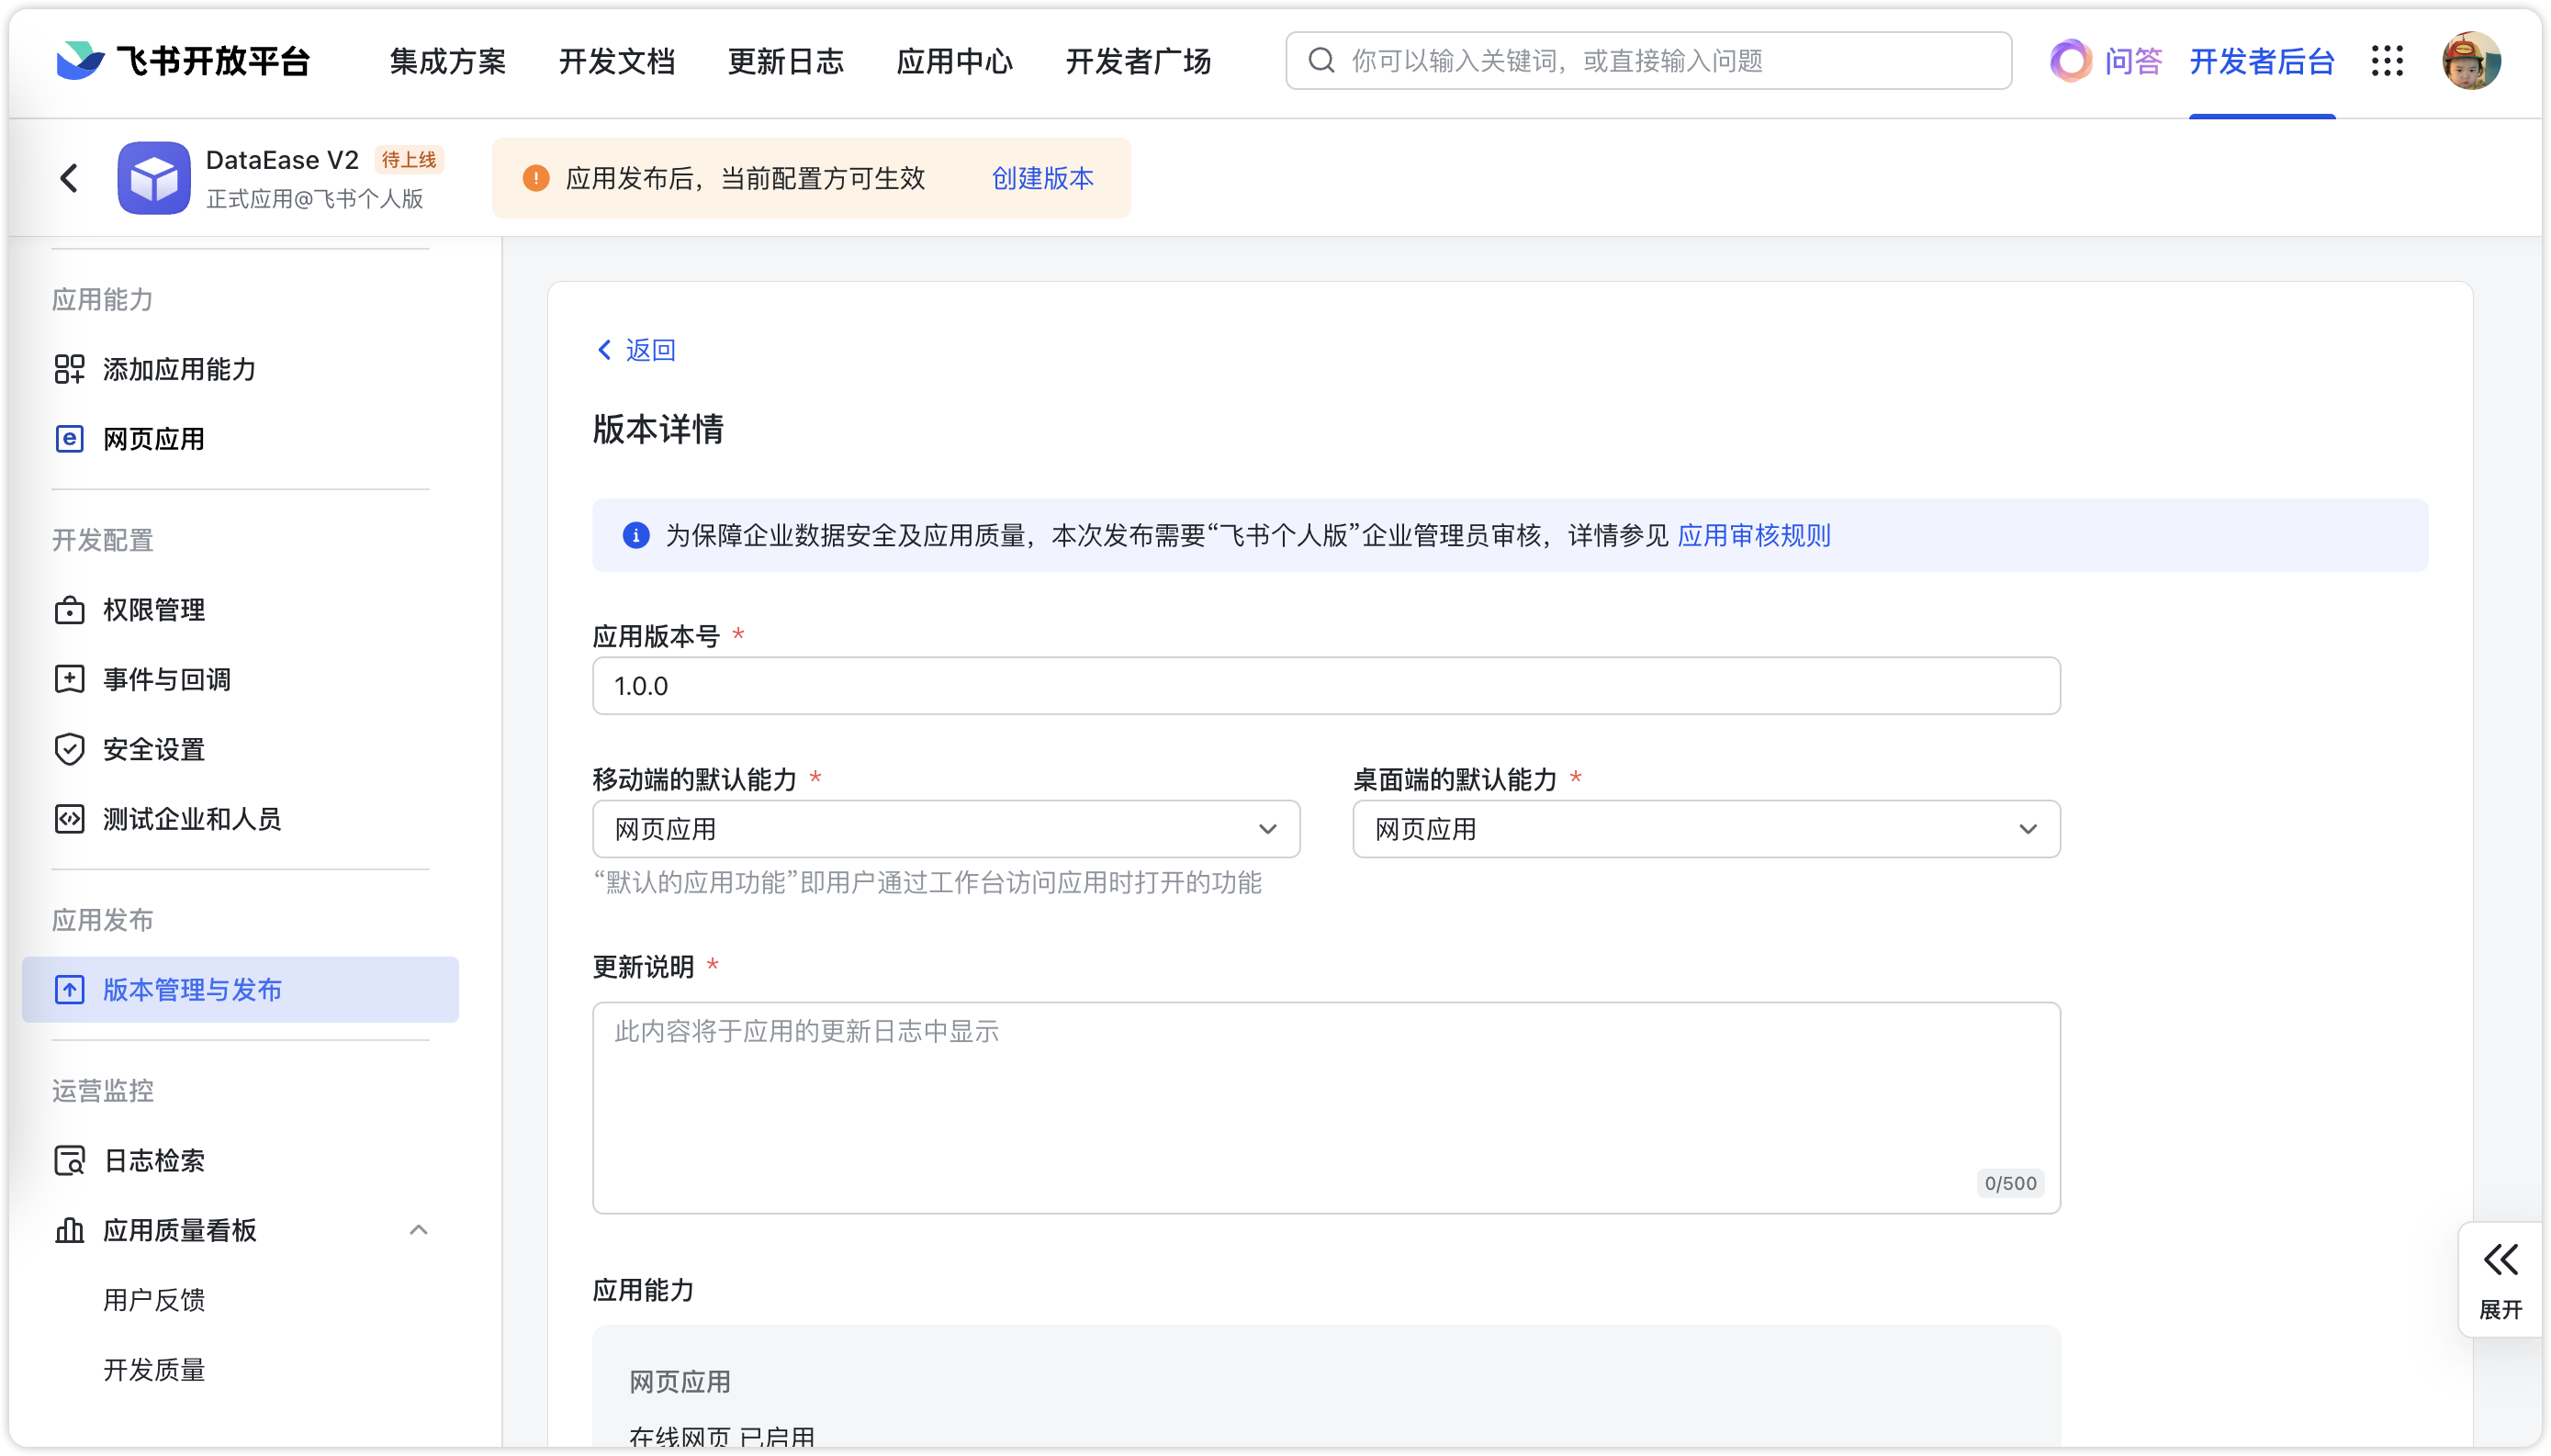 飞书开放平台 集成方案 开发文档 更新日志 应用中心 开发者广场 你可以输入关键词，或直接输入问题 问答 开发者后台
DataEase V2 待上线
正式应用@飞书个人版
应用发布后，当前配置方可生效 创建版本
应用能力
添加应用能力
网页应用
开发配置
权限管理
事件与回调
安全设置
测试企业和人员
应用发布
版本管理与发布
运营监控
日志检索
应用质量看板
用户反馈
开发质量
返回
版本详情
为保障企业数据安全及应用质量，本次发布需要“飞书个人版”企业管理员审核，详情参见 应用审核规则
应用版本号 *
1.0.0
移动端的默认能力 * 桌面端的默认能力 *
网页应用 网页应用
“默认的应用功能”即用户通过工作台访问应用时打开的功能
更新说明 *
此内容将于应用的更新日志中显示
0/500
应用能力
网页应用
在线网页 已启用
展开